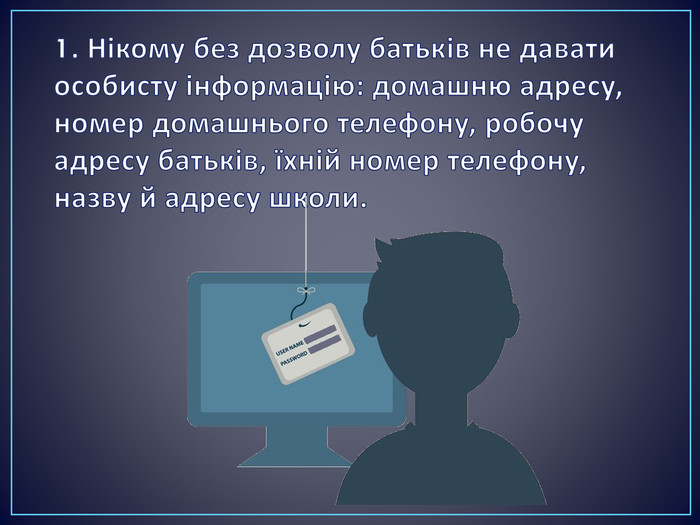 1. Нікому без дозволу батьків не давати
особисту інформацію: домашню адресу,
номер домашнього телефону, робочу
адресу батьків, їхній номер телефону,
назву й адресу школи.
USER NAME
PASSWORD